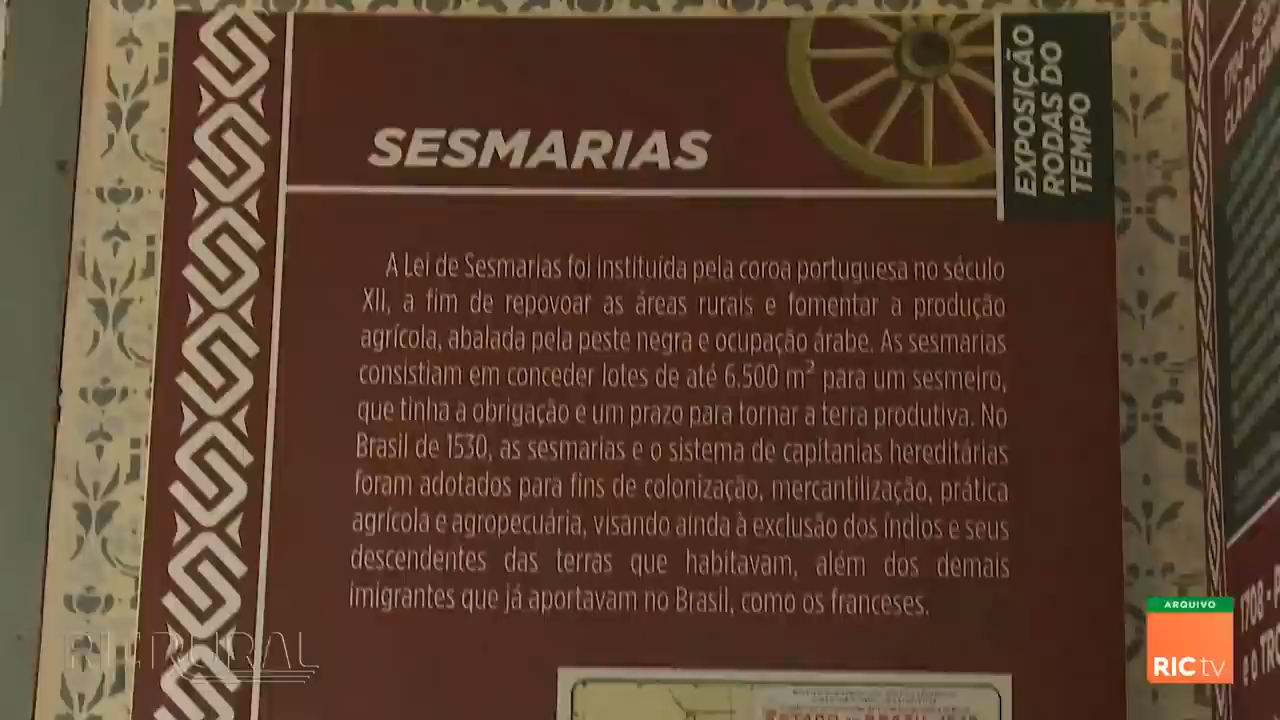 SESMARIAS
EXPOSIÇÃO
RODAS DO
TEMPO
A Lei de Sesmarias foi instituída pela coroa portuguesa no século
XII, a fim de repovoar as áreas rurais e fomentar a produção
agrícola, abalada pela peste negra e ocupação árabe. As sesmarias
consistiam em conceder lotes de até 6.500 m² para um sesmeiro,
que tinha a obrigação e um prazo para tornar a terra produtiva. No
Brasil de 1530, as sesmarias e o sistema de capitanias hereditárias
foram adotados para fins de colonização, mercantilização, prática
agrícola e agropecuária, visando ainda à exclusão dos índios e seus
descendentes das terras que habitavam, além dos demais
imigrantes que já aportavam no Brasil, como os franceses.
RIC RURAL
ARQUIVO
RIC tv
1704 -
1708 -